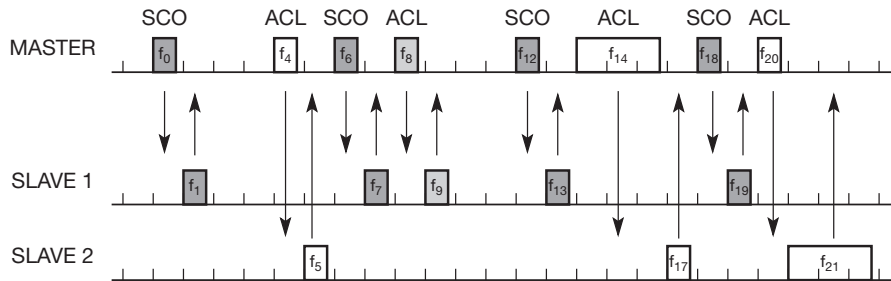 SCO ACL SCO ACL SCO ACL SCO ACL
MASTER f0 f4 f6 f8 f12 f14 f18 f20
SLAVE 1 f1 f7 f9 f13 f19
SLAVE 2 f5 f17 f21